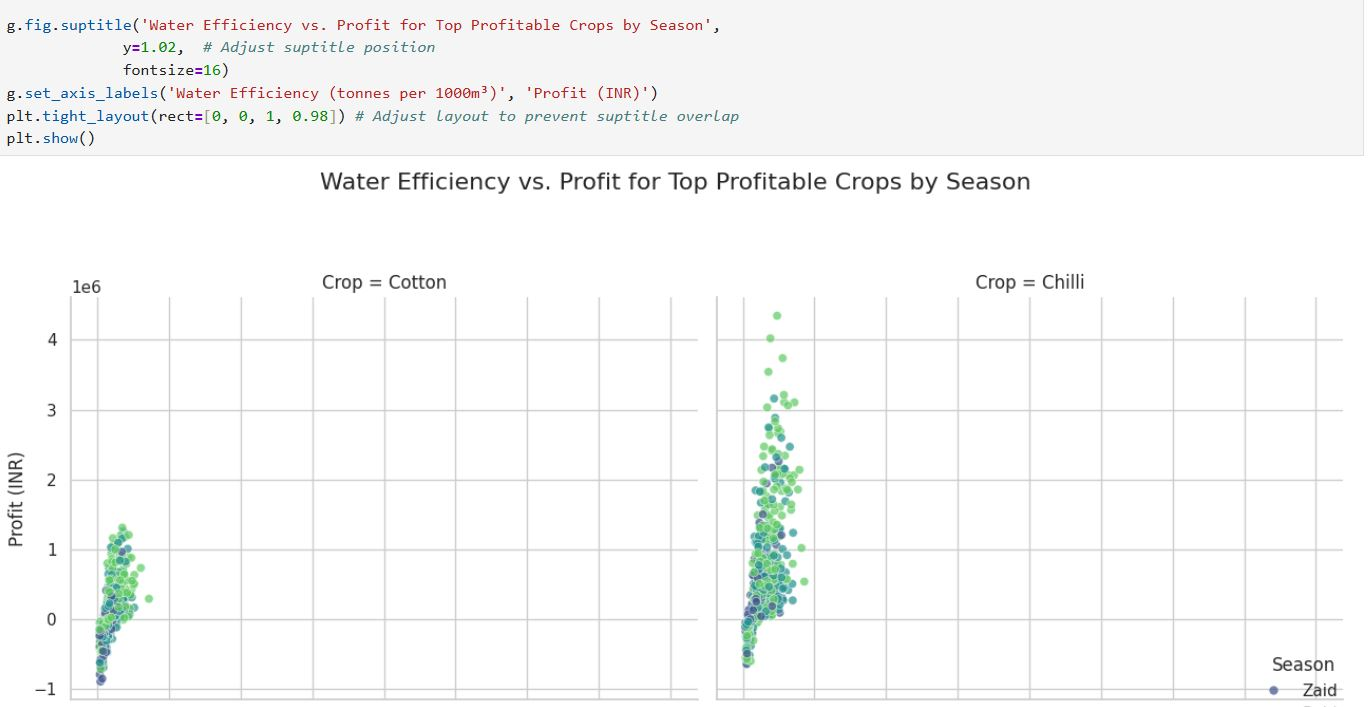 g.fig.suptitle('Water Efficiency vs. Profit for Top Profitable Crops by Season',
y=1.02,  # Adjust suptitle position
fontsize=16)
g.set_axis_labels('Water Efficiency (tonnes per 1000m³)', 'Profit (INR)')
plt.tight_layout(rect=[0, 0, 1, 0.98]) # Adjust layout to prevent suptitle overlap
plt.show()
Water Efficiency vs. Profit for Top Profitable Crops by Season
1e6
Crop = Cotton
Crop = Chilli
4
3
2
1
0
−1
Profit (INR)
Season
Zaid